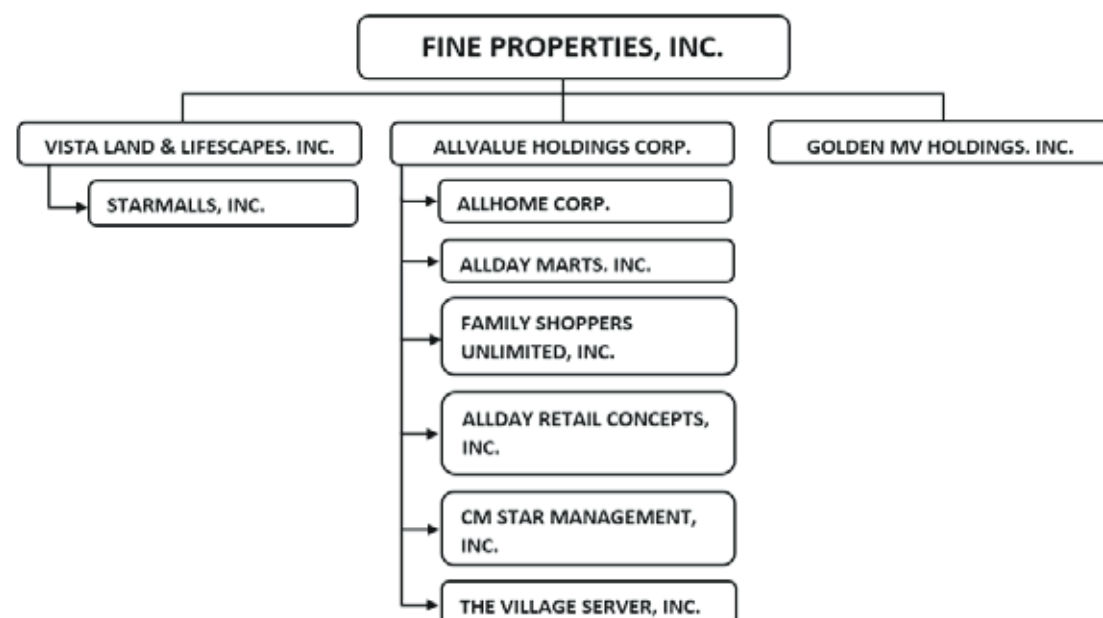 FINE PROPERTIES, INC.
VISTA LAND & LIFESCAPES. INC.
ALLVALUE HOLDINGS CORP.
GOLDEN MV HOLDINGS. INC.
STARMALLS, INC.
ALLHOME CORP.
ALLDAY MARTS. INC.
FAMILY SHOPPERS
UNLIMITED, INC.
ALLDAY RETAIL CONCEPTS,
INC.
CM STAR MANAGEMENT,
INC.
THE VILLAGE SERVER, INC.